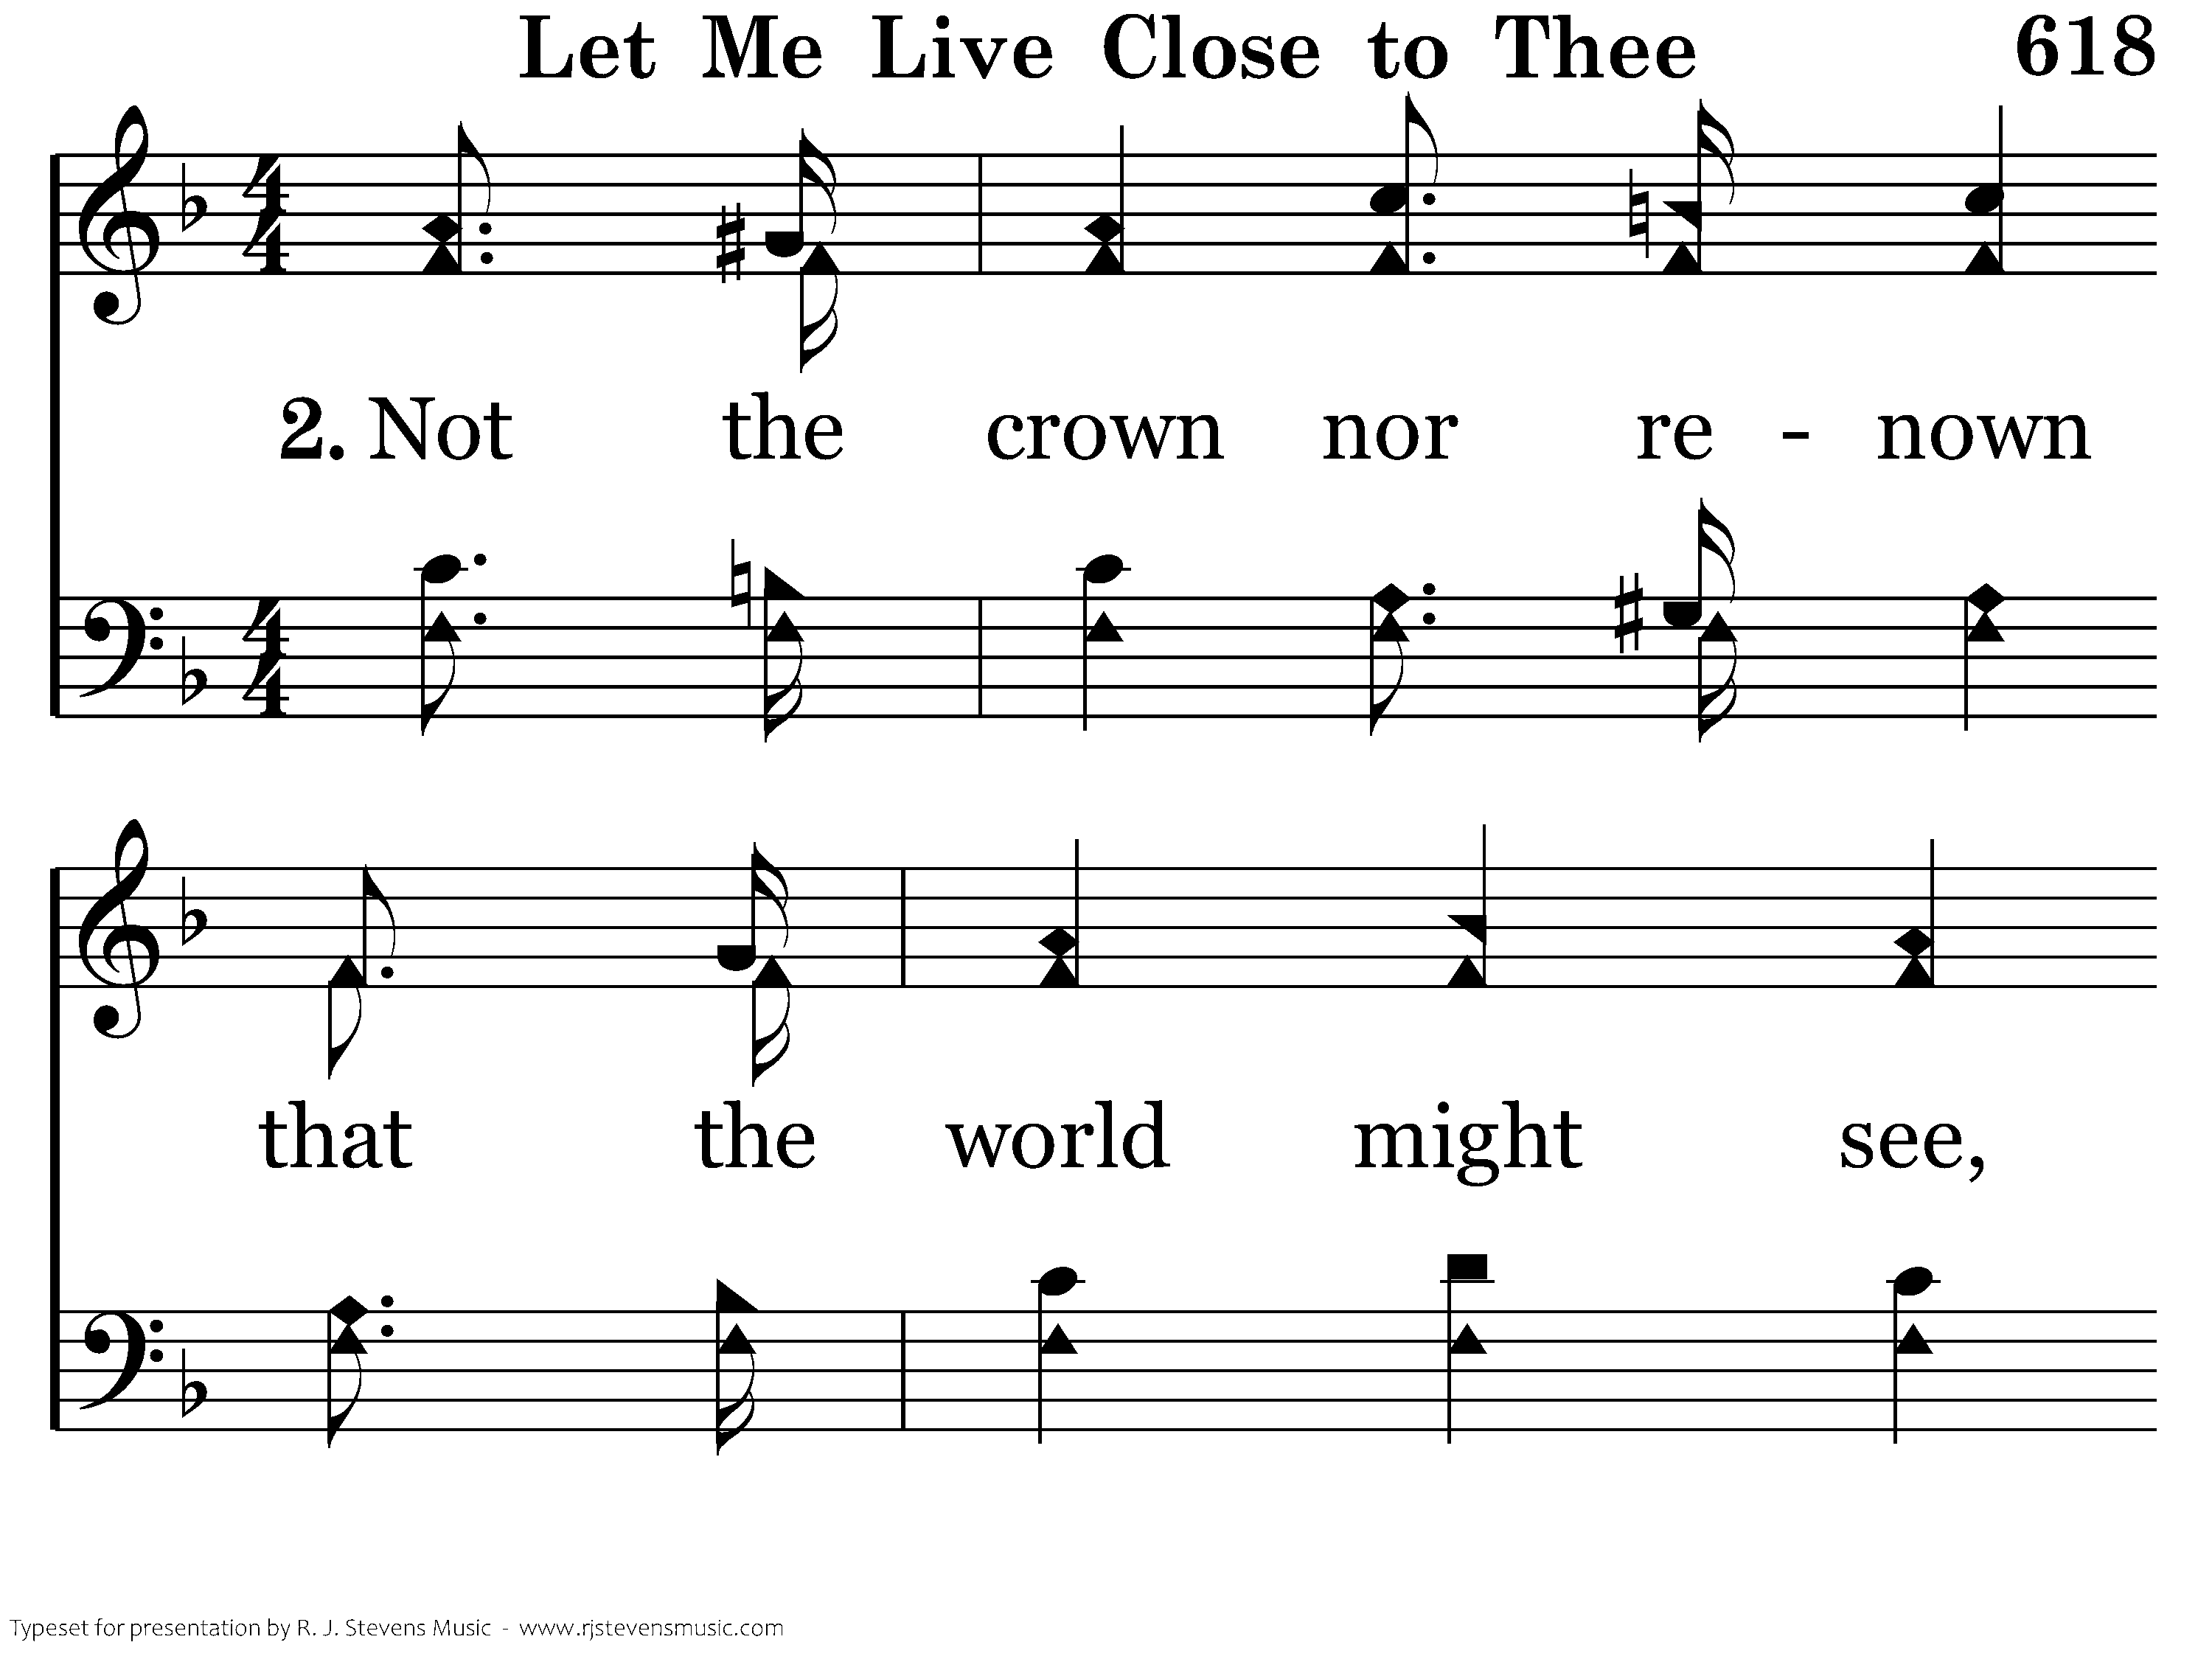 Let Me Live Close to Thee 618
2. Not the crown nor re - nown
that the world might see,
Typeset for presentation by R. J. Stevens Music - www.rjstevensmusic.com